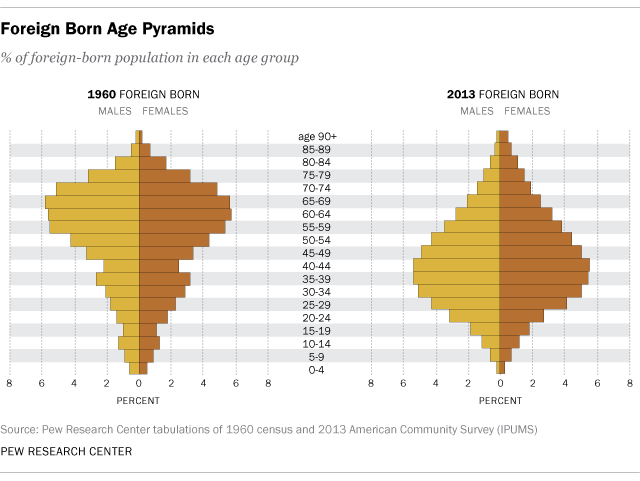 Foreign Born Age Pyramids
% of foreign-born population in each age group
1960 FOREIGN BORN
MALES FEMALES
2013 FOREIGN BORN
MALES FEMALES
age 90+
85-89
80-84
75-79
70-74
65-69
60-64
55-59
50-54
45-49
40-44
35-39
30-34
25-29
20-24
15-19
10-14
5-9
0-4
8 6 4 2 0 2 4 6 8
8 6 4 2 0 2 4 6 8
PERCENT
PERCENT
Source: Pew Research Center tabulations of 1960 census and 2013 American Community Survey (IPUMS)
PEW RESEARCH CENTER